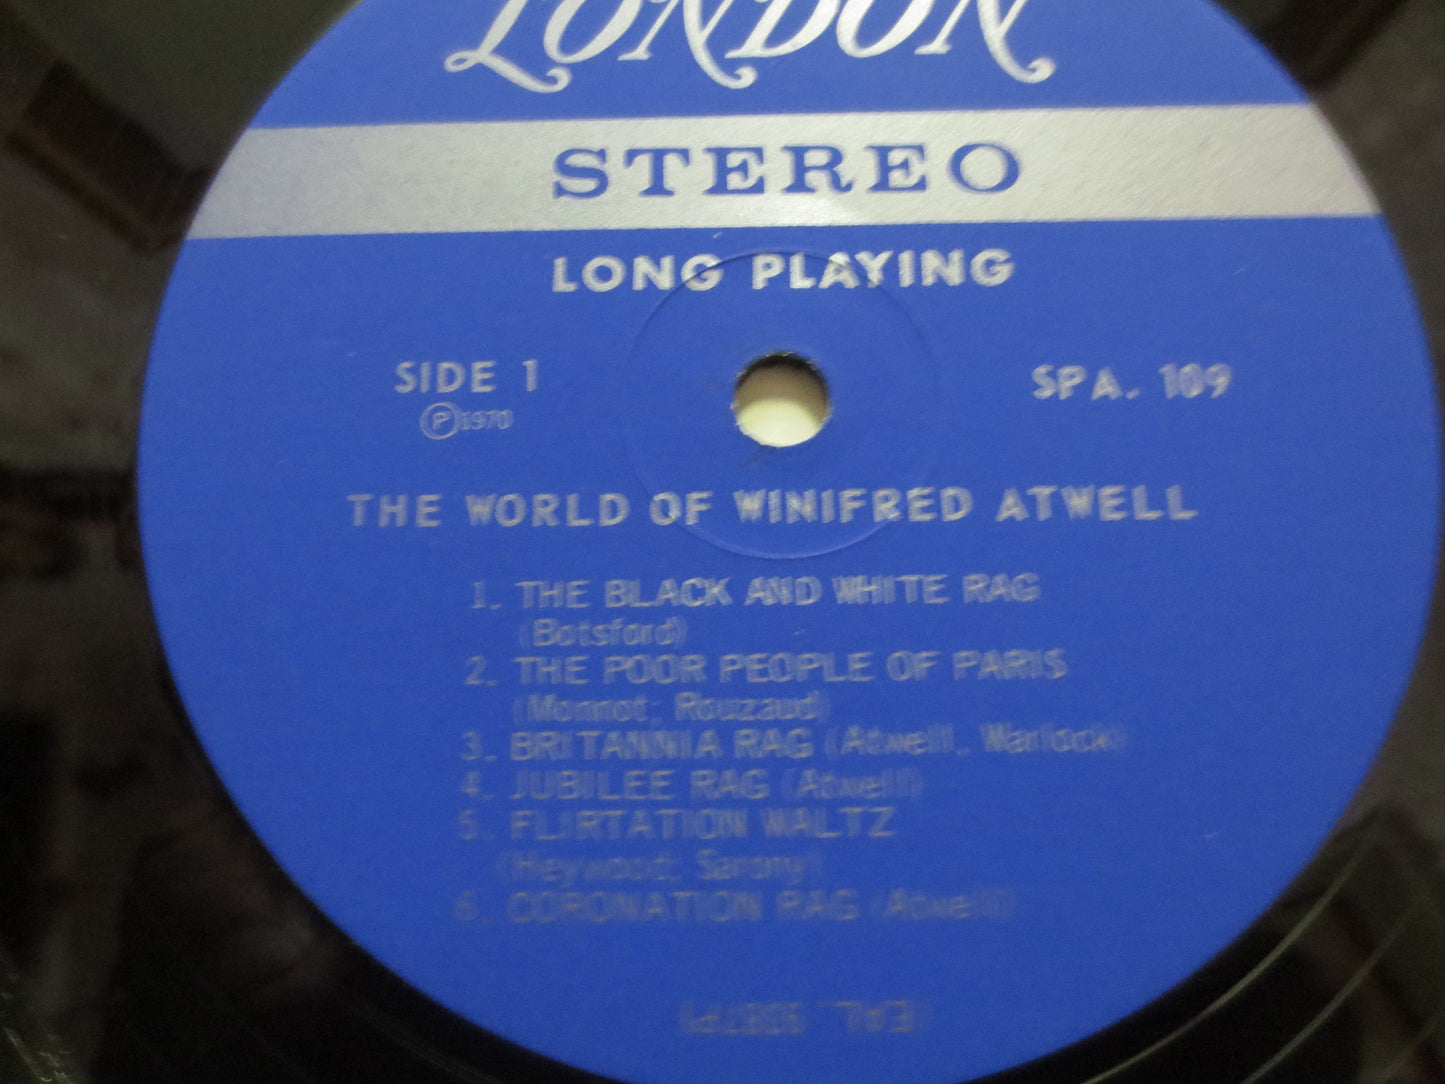 LONDON
STEREO
LONG PLAYING
SIDE 1
Ⓟ1970
SPA. 109
THE WORLD OF WINIFRED ATWELL
1. THE BLACK AND WHITE RAG
(Botsford)
2. THE POOR PEOPLE OF PARIS
(Monnot; Rouzaud)
3. BRITANNIA RAG (Atwell, Warlock)
4. JUBILEE RAG (Atwell)
5. FLIRTATION WALTZ
(Heywood; Sarony)
6. CORONATION RAG (Atwell)